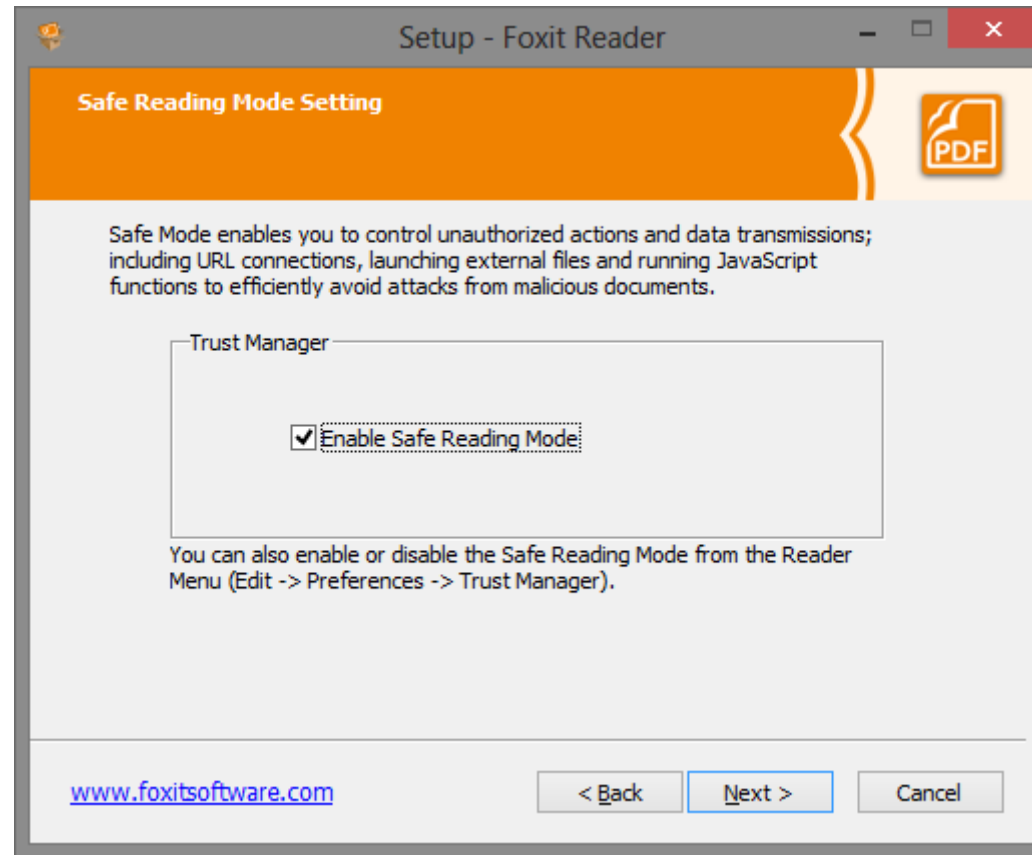 Setup - Foxit Reader
Safe Reading Mode Setting
PDF
Safe Mode enables you to control unauthorized actions and data transmissions;
including URL connections, launching external files and running JavaScript
functions to efficiently avoid attacks from malicious documents.
Trust Manager
Enable Safe Reading Mode
You can also enable or disable the Safe Reading Mode from the Reader
Menu (Edit -> Preferences -> Trust Manager).
www.foxitsoftware.com
< Back
Next >
Cancel